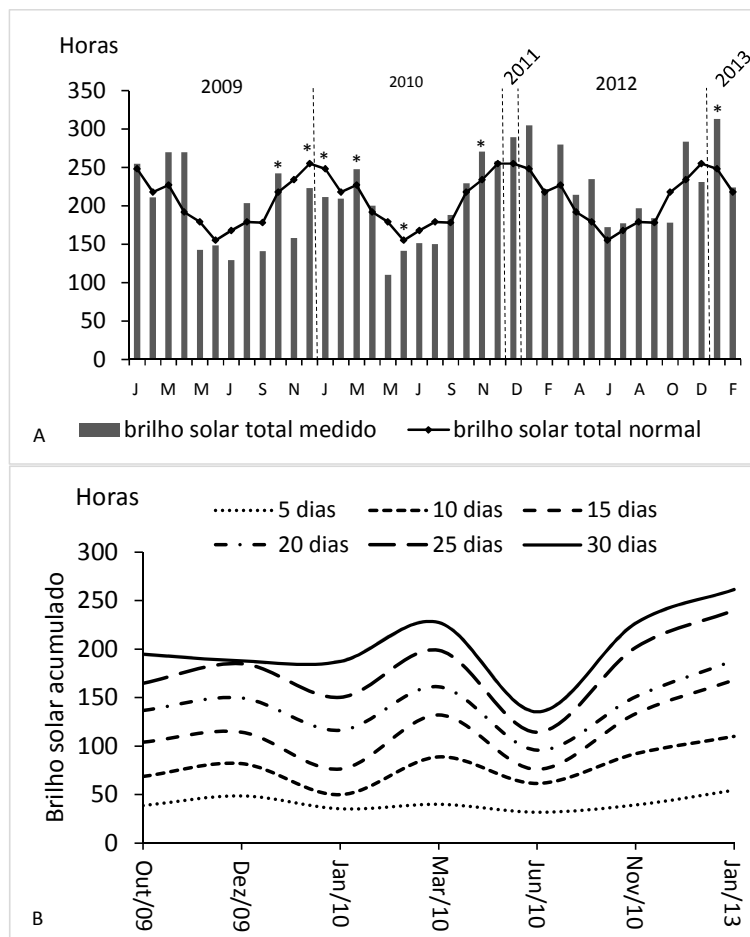 Horas
2009
2010
2011
2012
2013
350
300
250
200
150
100
50
0
* * * * * * *
J M M J S N J M M J S N D F A J A O D F
A
brilho solar total medido
brilho solar total normal
Horas
5 dias 10 dias 15 dias
20 dias 25 dias 30 dias
Brilho solar acumulado
300
250
200
150
100
50
0
Out/09
Dez/09
Jan/10
Mar/10
Jun/10
Nov/10
Jan/13
B